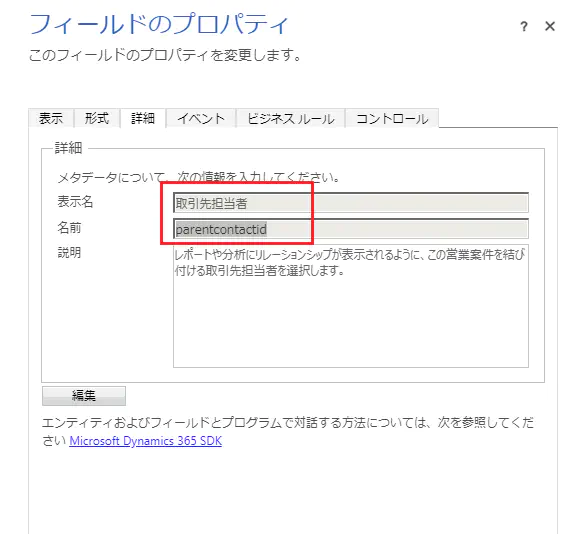 フィールドのプロパティ
? ✕
このフィールドのプロパティを変更します。
表示 形式 詳細 イベント ビジネス ルール コントロール
詳細
メタデータについて、次の情報を入力してください。
表示名 取引先担当者
名前 parentcontactid
説明 レポートや分析にリレーションシップが表示されるように、この営業案件を結び
付ける取引先担当者を選択します。
編集
エンティティおよびフィールドとプログラムで対話する方法については、次を参照してくだ
さい Microsoft Dynamics 365 SDK